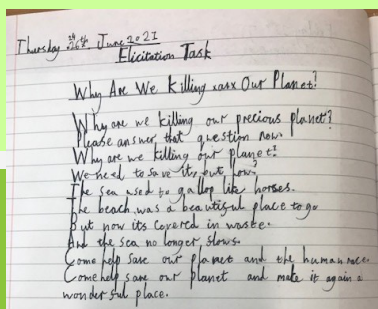 Thursday 24th June 2021
Elicitation Task
Why Are We Killing Our Planet?
Why are we killing our precious planet?
Please answer that question now.
Why are we killing our planet!
We need to save it, but how?
The sea used to gallop like horses.
The beach was a beautiful place to go
But now its covered in waste.
And the sea no longer flows.
Come help save our planet and the human race.
Come help save our planet and make it again a
wonderful place.